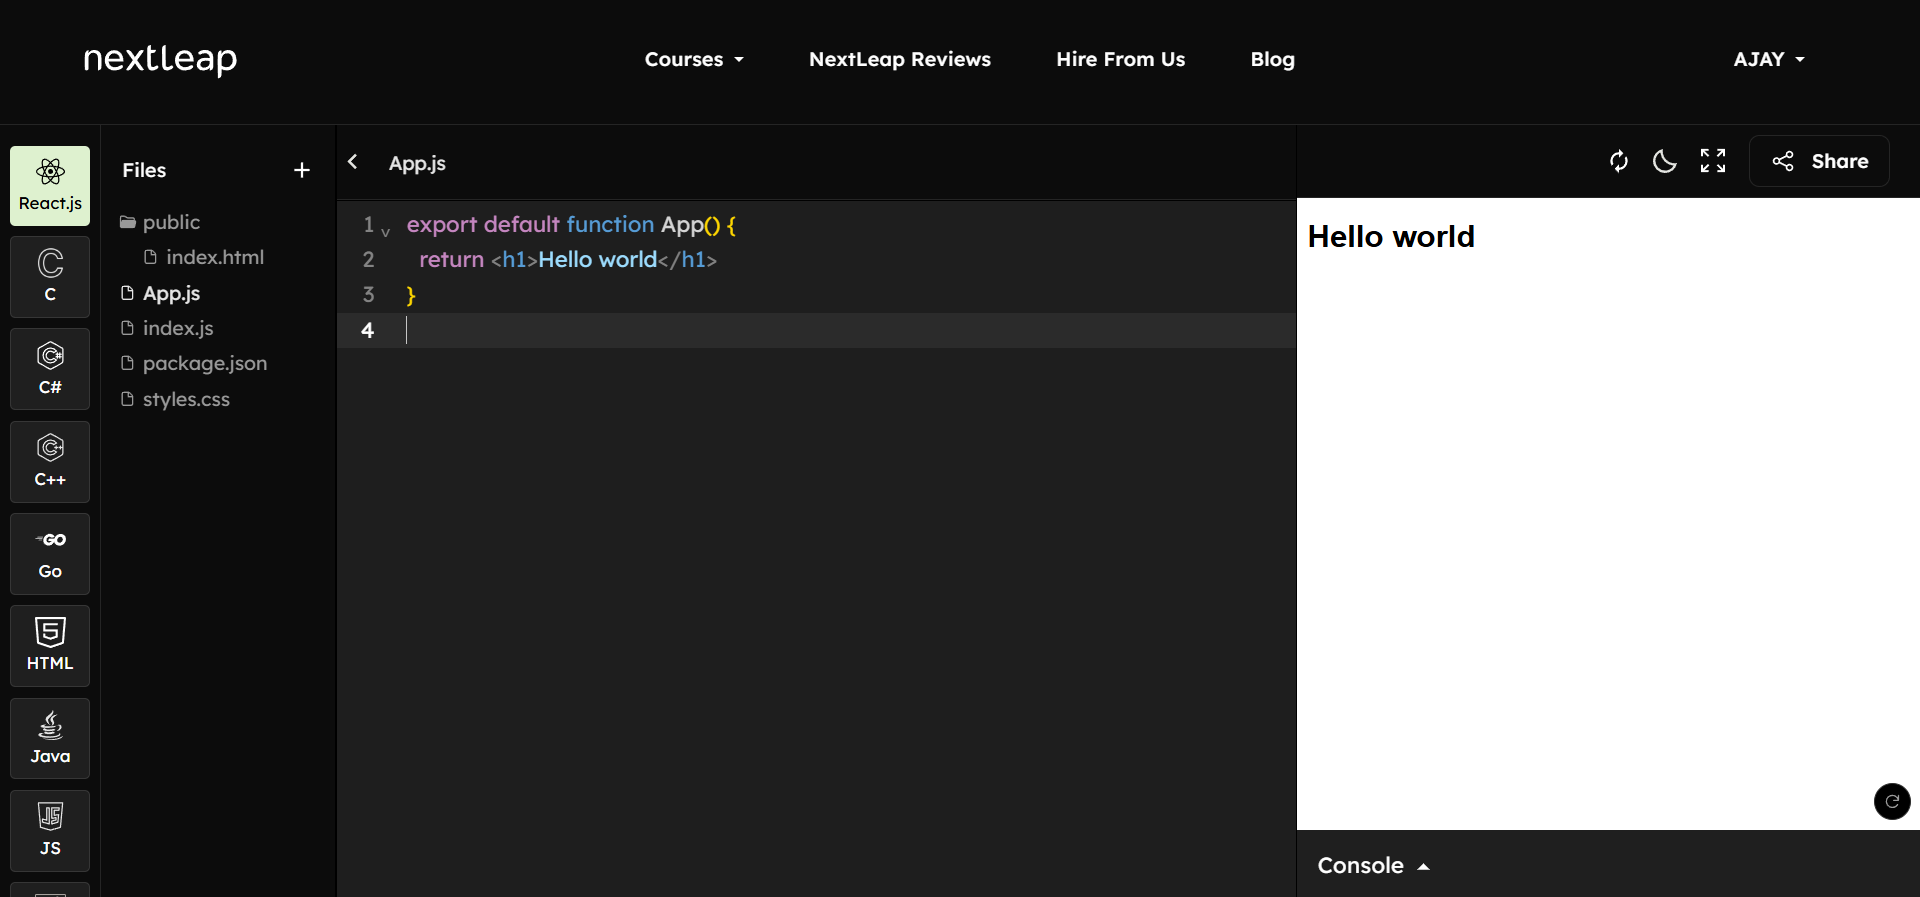 nextleap
Courses
NextLeap Reviews
Hire From Us
Blog
AJAY
React.js
C
C#
C++
GO
Go
5
HTML
Java
JS
JS
Files +
public
index.html
App.js
index.js
package.json
styles.css
App.js
1 export default function App() {
2 return <h1>Hello world</h1>
3 }
4
Share
Hello world
Console